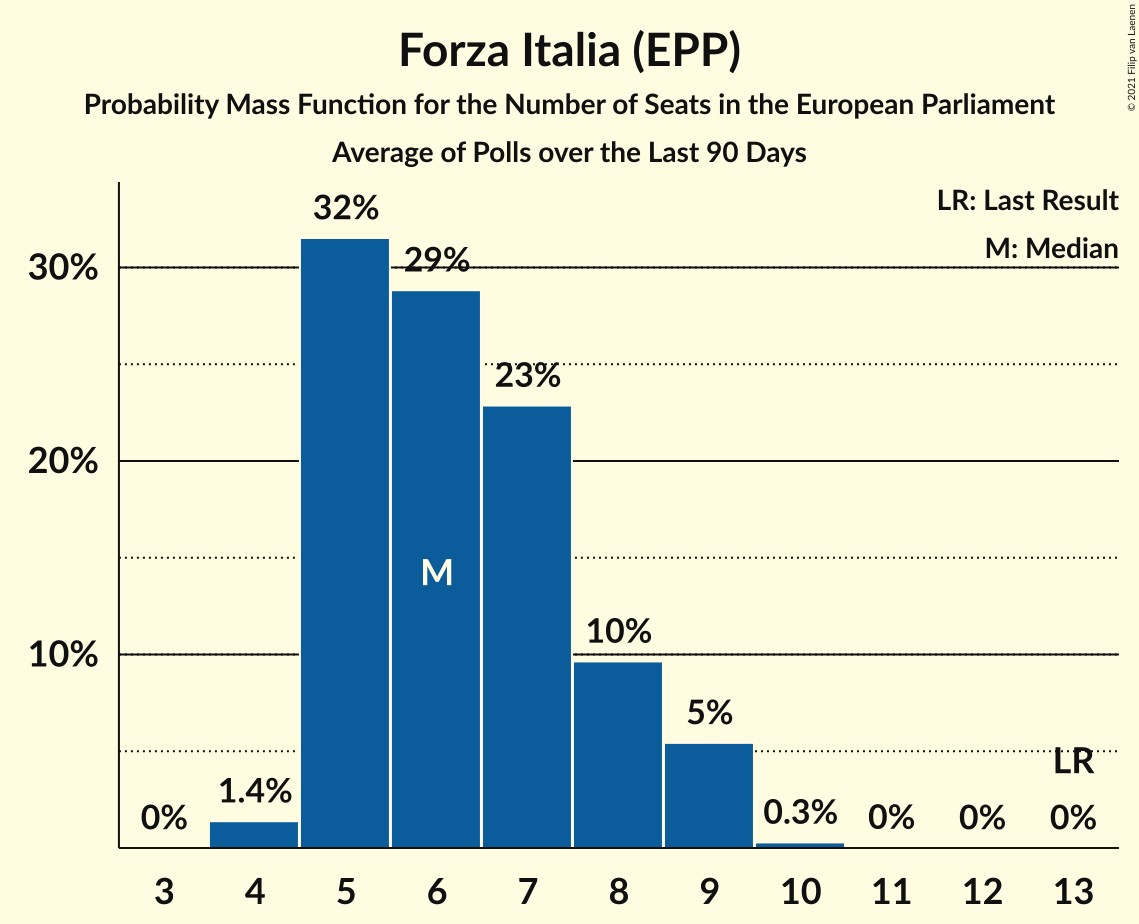 Forza Italia (EPP)
Probability Mass Function for the Number of Seats in the European Parliament
Average of Polls over the Last 90 Days
© 2021 Filip van Laenen
LR: Last Result
M: Median
32%
29%
30%
23%
20%
M
10%
10%
5%
LR
1.4%
0%
0.3%
0%
0%
0%
3 4 5 6 7 8 9 10 11 12 13